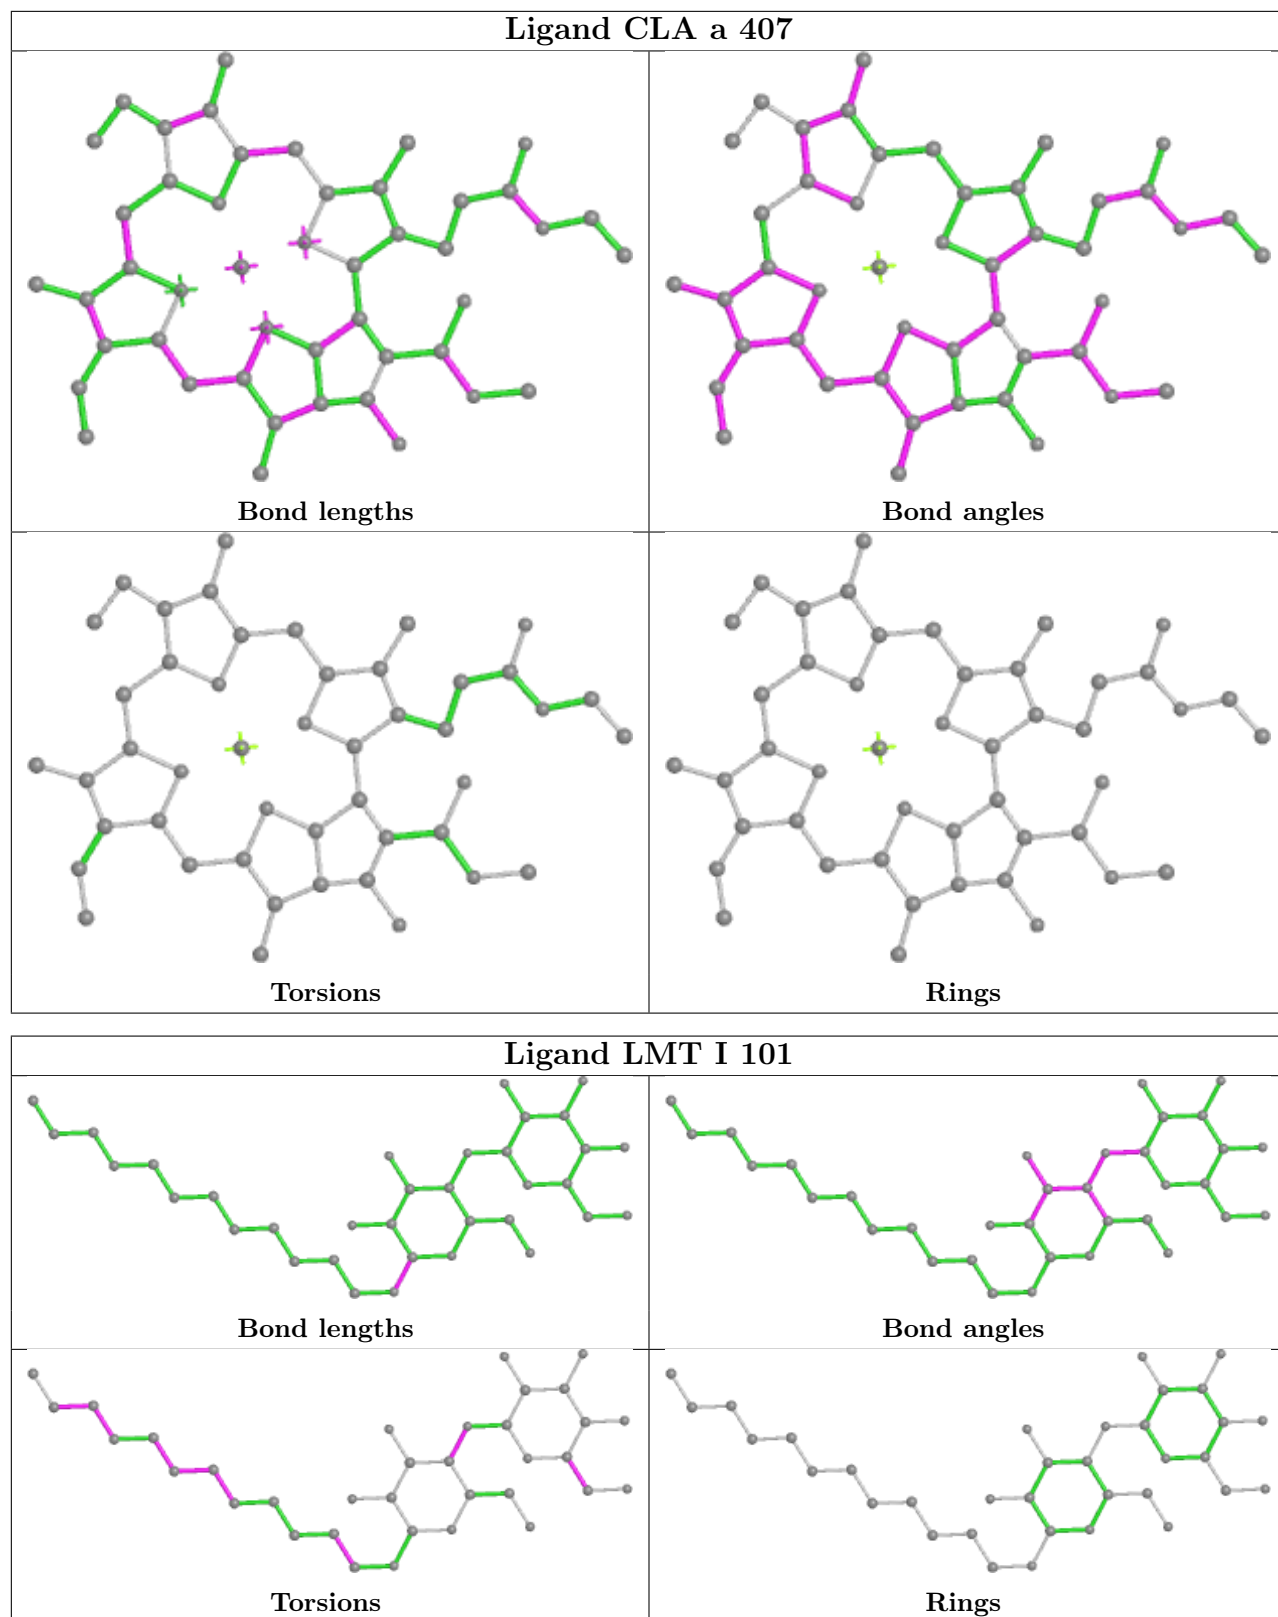 Ligand CLA a 407
Bond lengths
Bond angles
Torsions
Rings
Ligand LMT I 101
Bond lengths
Bond angles
Torsions
Rings